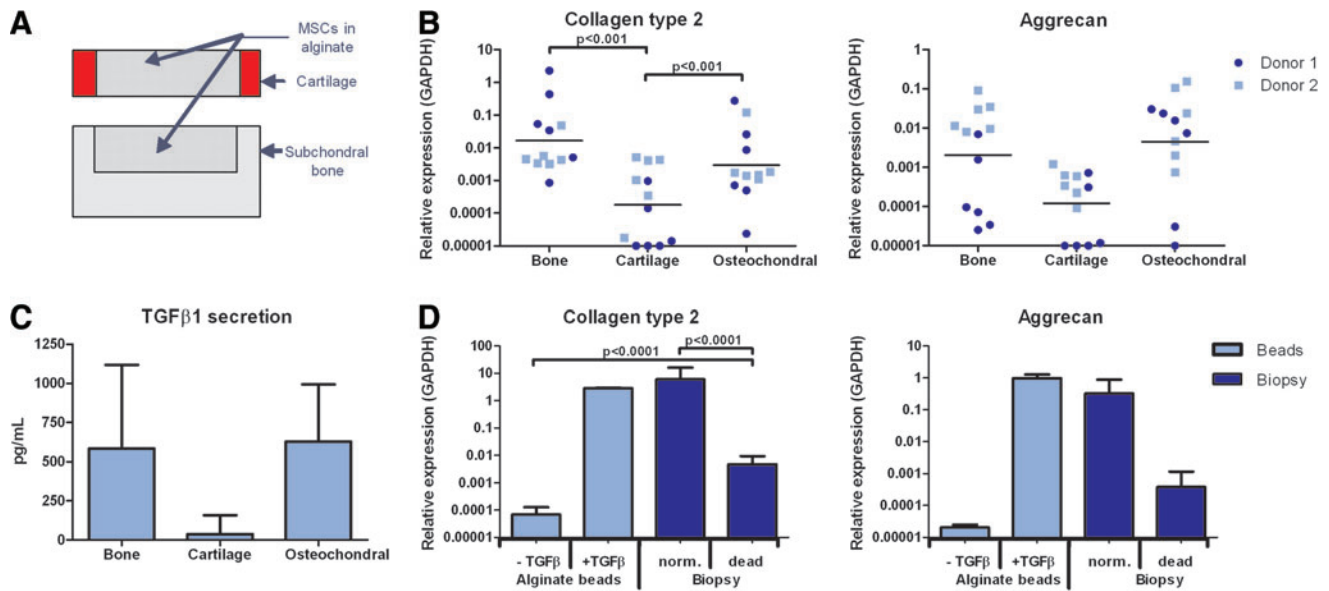 A
MSCs in
alginate
Cartilage
Subchondral
bone
B
Collagen type 2
Relative expression (GAPDH)
10
1
0.1
0.01
0.001
0.0001
0.00001
p<0.001
p<0.001
Bone
Cartilage
Osteochondral
Aggrecan
Relative expression (GAPDH)
1
0.1
0.01
0.001
0.0001
0.00001
Bone
Cartilage
Osteochondral
Donor 1
Donor 2
C
TGFβ1 secretion
pg/mL
1250
1000
750
500
250
0
Bone
Cartilage
Osteochondral
D
Collagen type 2
Relative expression (GAPDH)
100
10
1
0.1
0.01
0.001
0.0001
0.00001
p<0.0001
p<0.0001
- TGFβ +TGFβ norm. dead
Alginate beads Biopsy
Aggrecan
Relative expression (GAPDH)
10
1
0.1
0.01
0.001
0.0001
0.00001
- TGFβ +TGFβ norm. dead
Alginate beads Biopsy
Beads
Biopsy